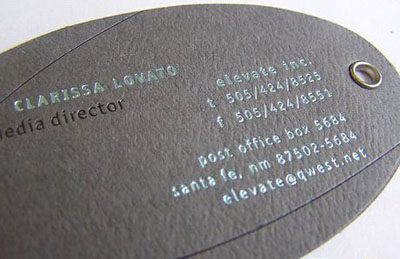 CLARISSA LOVATO
media director
elevate inc.
t 505/424/8525
f 505/424/8551
post office box 5684
santa fe, nm 87502-5684
elevate@qwest.net